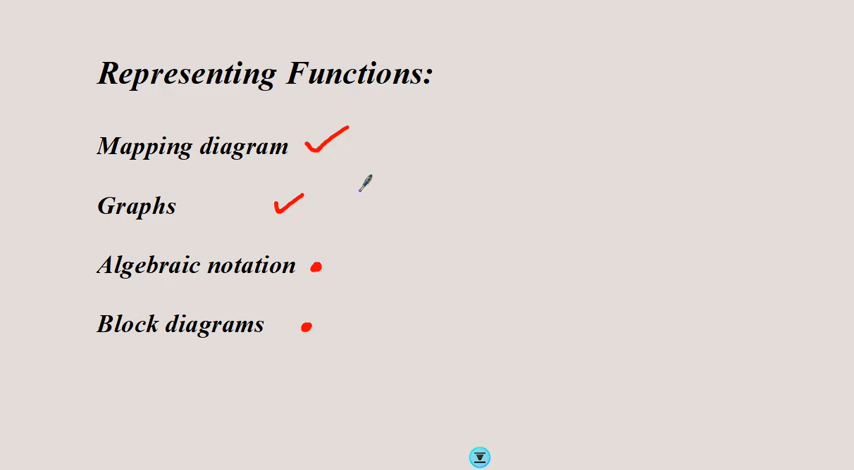 Representing Functions:
Mapping diagram
Graphs
Algebraic notation
Block diagrams